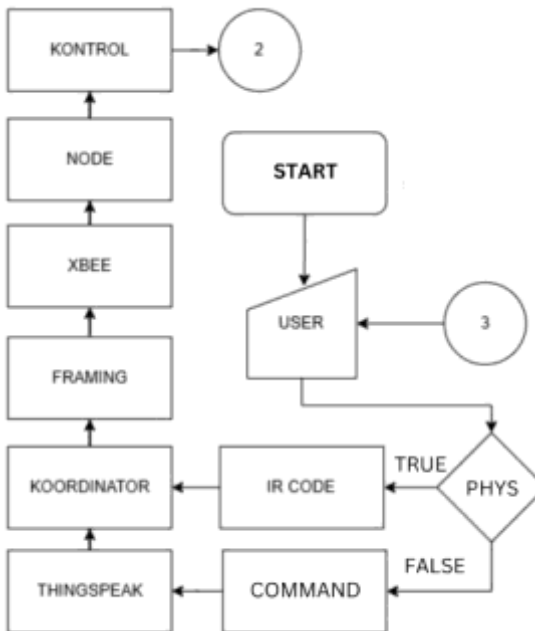 KONTROL
2
NODE
START
XBEE
USER
3
FRAMING
TRUE
KOORDINATOR
IR CODE
PHYS
FALSE
THINGSPEAK
COMMAND